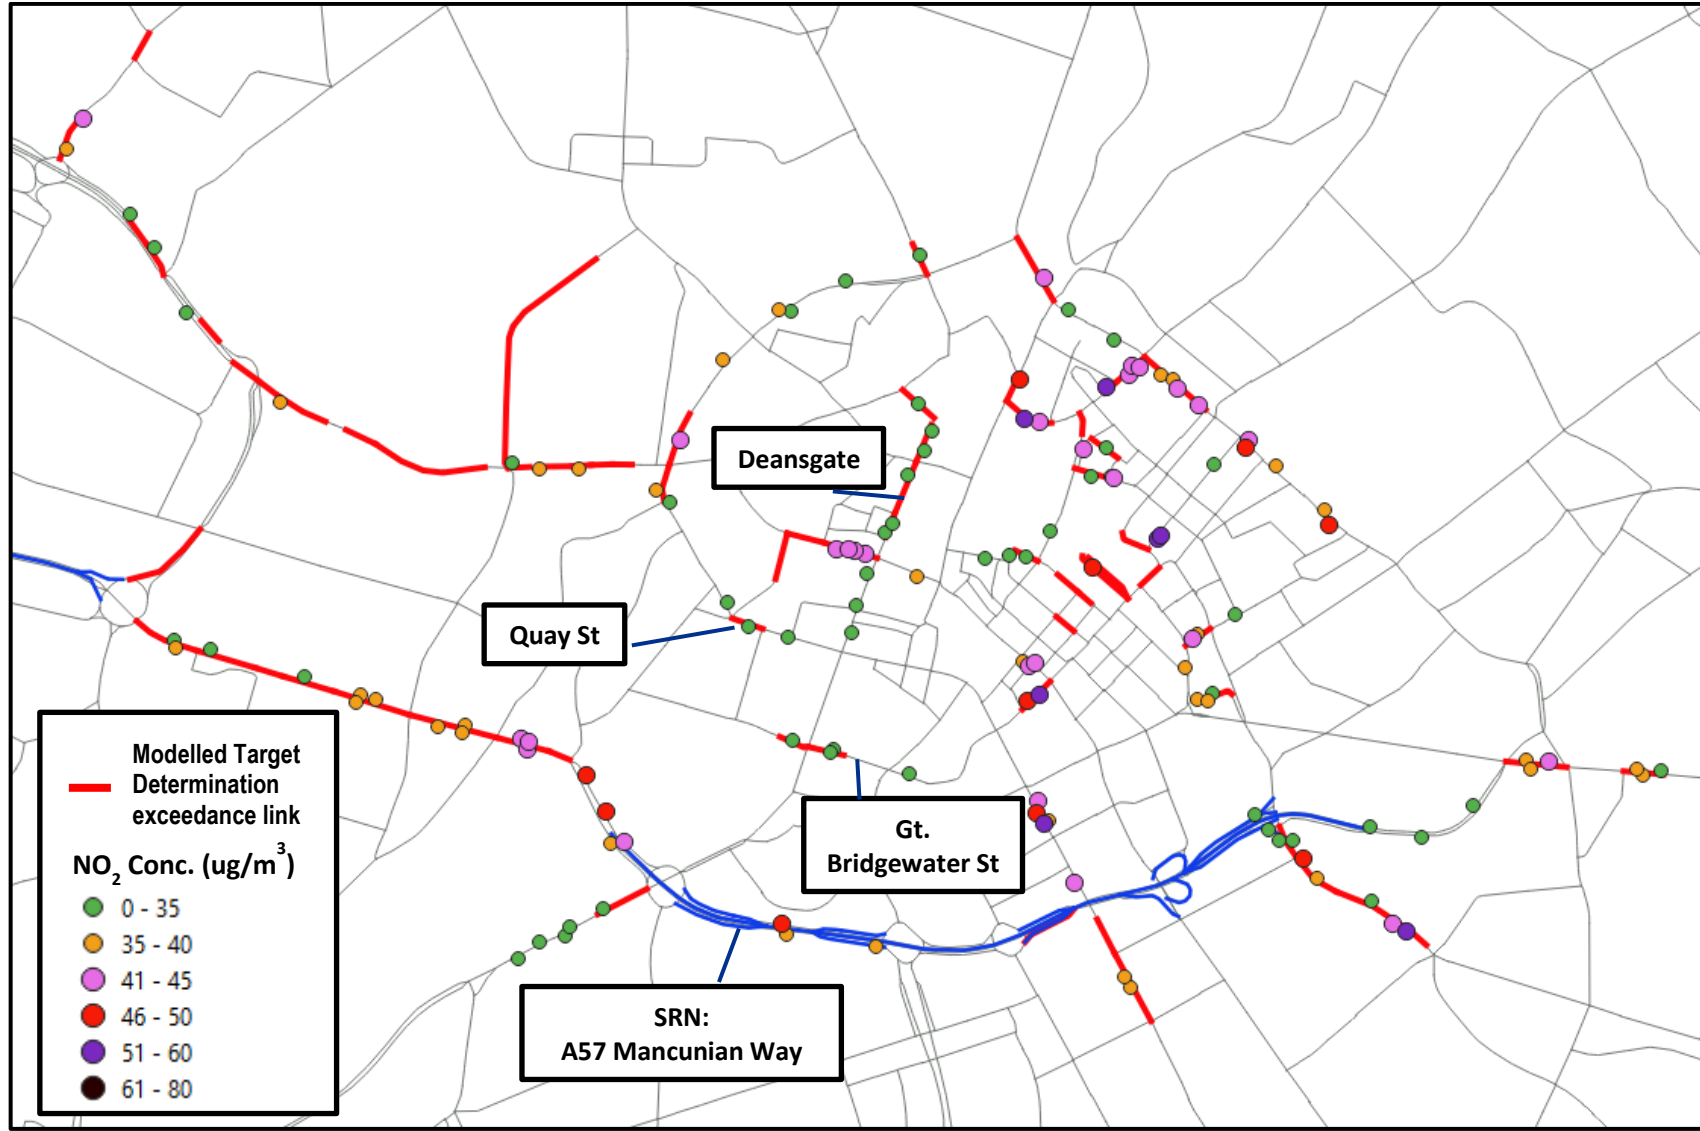 Deansgate
Quay St
Gt.
Bridgewater St
SRN:
A57 Mancunian Way
Modelled Target
Determination
exceedance link
NO₂ Conc. (ug/m³)
0 - 35
35 - 40
41 - 45
46 - 50
51 - 60
61 - 80